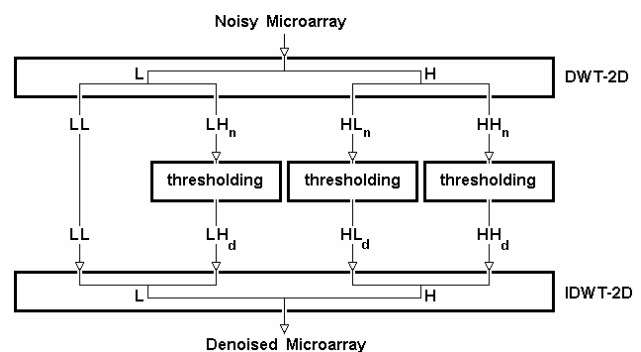 Noisy Microarray
L H DWT-2D
LL LHn HLn HHn
thresholding thresholding thresholding
LL LHd HLd HHd
L H IDWT-2D
Denoised Microarray